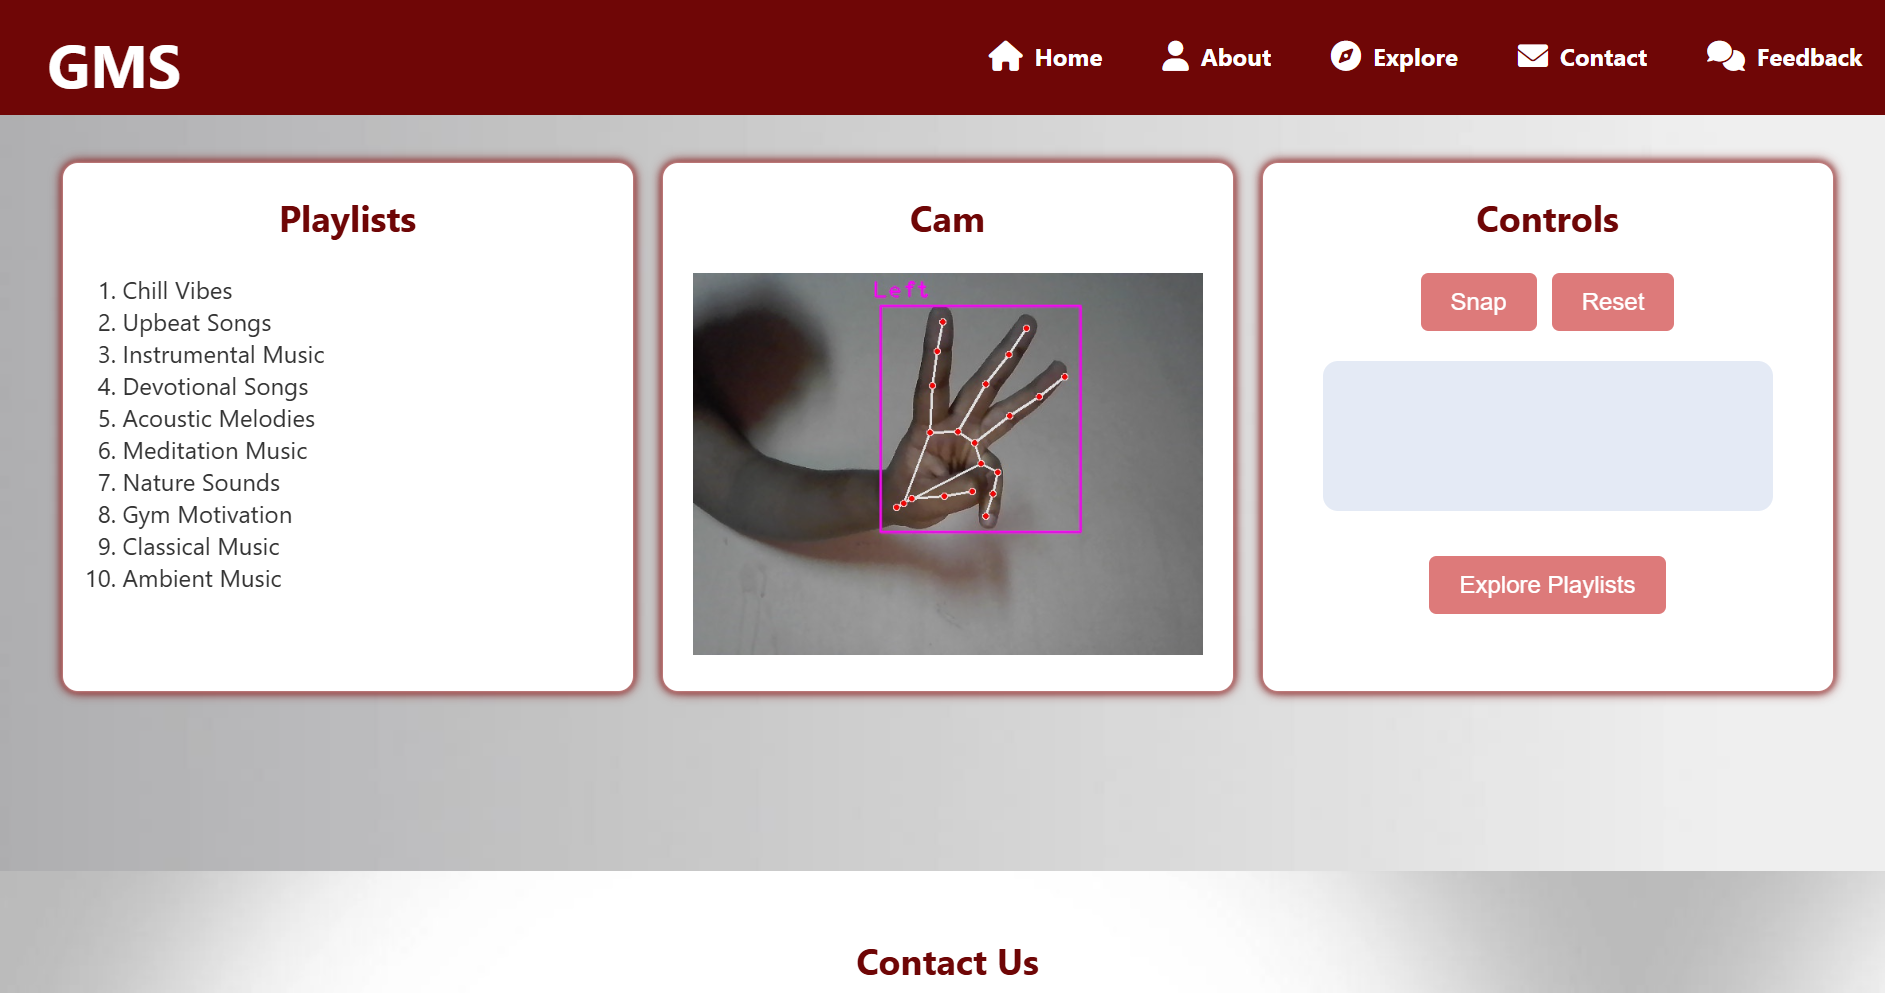 GMS
Home
About
Explore
Contact
Feedback
Playlists
1. Chill Vibes
2. Upbeat Songs
3. Instrumental Music
4. Devotional Songs
5. Acoustic Melodies
6. Meditation Music
7. Nature Sounds
8. Gym Motivation
9. Classical Music
10. Ambient Music
Cam
Left
Controls
Snap
Reset
Explore Playlists
Contact Us